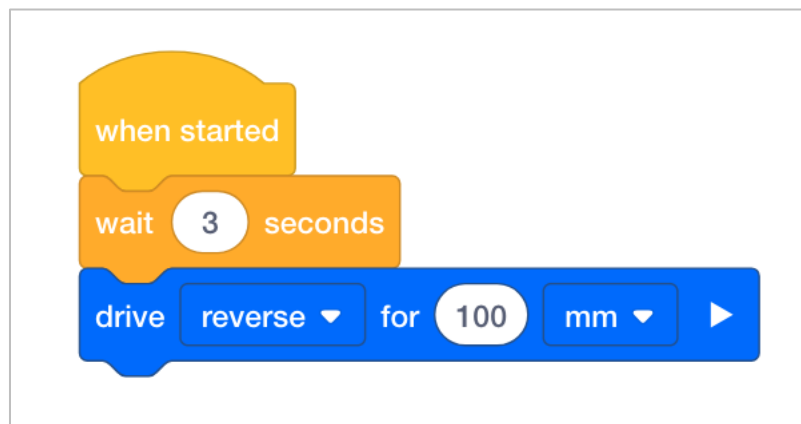 when started
wait 3 seconds
drive reverse for 100 mm